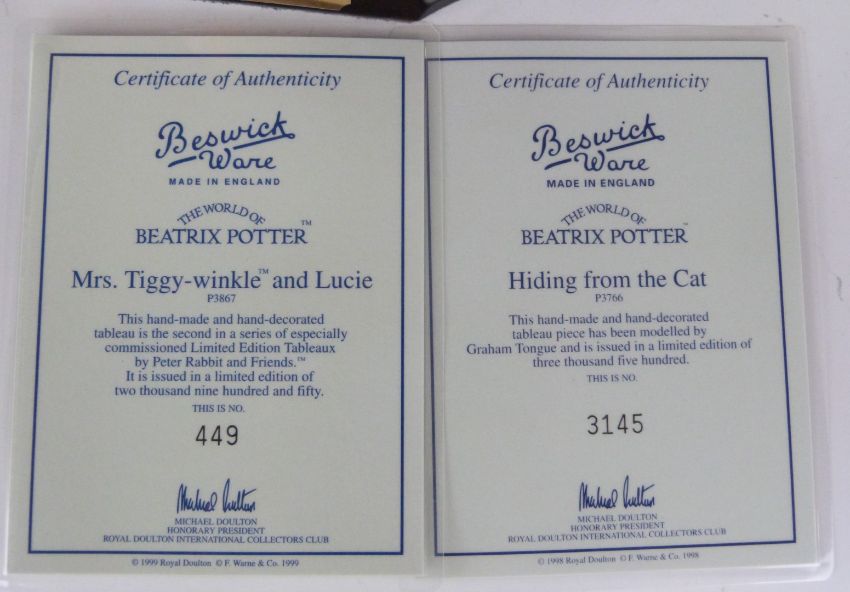 Certificate of Authenticity
Beswick
Ware
MADE IN ENGLAND
THE WORLD OF
BEATRIX POTTER™
Mrs. Tiggy-winkle™ and Lucie
P3867
This hand-made and hand-decorated
tableau is the second in a series of especially
commissioned Limited Edition Tableaux
by Peter Rabbit and Friends.™
It is issued in a limited edition of
two thousand nine hundred and fifty.
THIS IS NO.
449
Michael Doulton
MICHAEL DOULTON
HONORARY PRESIDENT
ROYAL DOULTON INTERNATIONAL COLLECTORS CLUB
© 1999 Royal Doulton © F. Warne & Co. 1999
Certificate of Authenticity
Beswick
Ware
MADE IN ENGLAND
THE WORLD OF
BEATRIX POTTER™
Hiding from the Cat
P3766
This hand-made and hand-decorated
tableau piece has been modelled by
Graham Tongue and is issued in a limited edition of
three thousand five hundred.
THIS IS NO.
3145
Michael Doulton
MICHAEL DOULTON
HONORARY PRESIDENT
ROYAL DOULTON INTERNATIONAL COLLECTORS CLUB
© 1998 Royal Doulton © F. Warne & Co. 1998